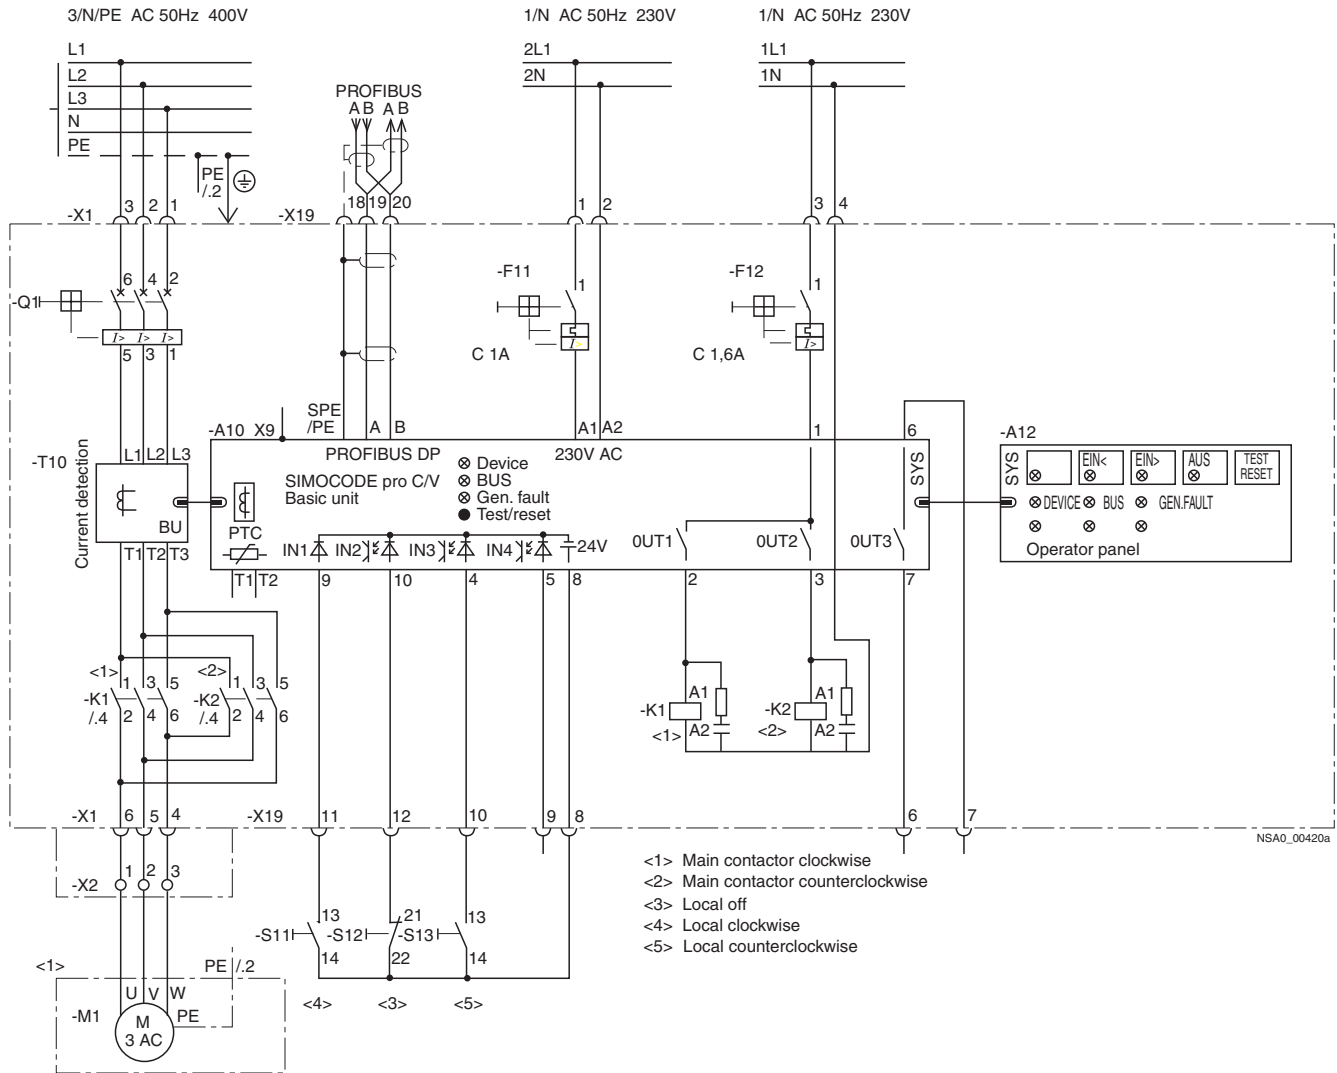 3/N/PE AC 50Hz 400V
1/N AC 50Hz 230V
1/N AC 50Hz 230V
L1
L2
L3
N
PE
2L1
2N
1L1
1N
PROFIBUS
A B A B
PE
/.2
-X1 3 2 1
-X19 18 19 20
1 2
3 4
-Q1
6 4 2
I> I> I>
5 3 1
-F11
1
I>
C 1A
-F12
1
I>
C 1,6A
Current detection
-T10
L1 L2 L3
BU
T1 T2 T3
-A10 X9
SPE
/PE
A B
A1 A2
1
6
PROFIBUS DP
230V AC
SIMOCODE pro C/V
Basic unit
Device
BUS
Gen. fault
Test/reset
SYS
PTC
T1 T2
IN1
IN2
IN3
IN4
24V
0UT1
0UT2
0UT3
9
10
4
5 8
2
3
7
-A12
SYS
EIN<
EIN>
AUS
TEST
RESET
DEVICE
BUS
GEN.FAULT
Operator panel
<1>
1 3 5
-K1
/.4
2 4 6
<2>
1 3 5
-K2
/.4
2 4 6
-K1
<1>
A1
A2
-K2
<2>
A1
A2
-X1 6 5 4
-X19 11
12
10
9 8
6
7
NSA0_00420a
-X2
1 2 3
<1> Main contactor clockwise
<2> Main contactor counterclockwise
<3> Local off
<4> Local clockwise
<5> Local counterclockwise
-S11
13
14
-S12
21
22
-S13
13
14
<4>
<3>
<5>
<1>
PE /.2
-M1
U V W
PE
M
3 AC